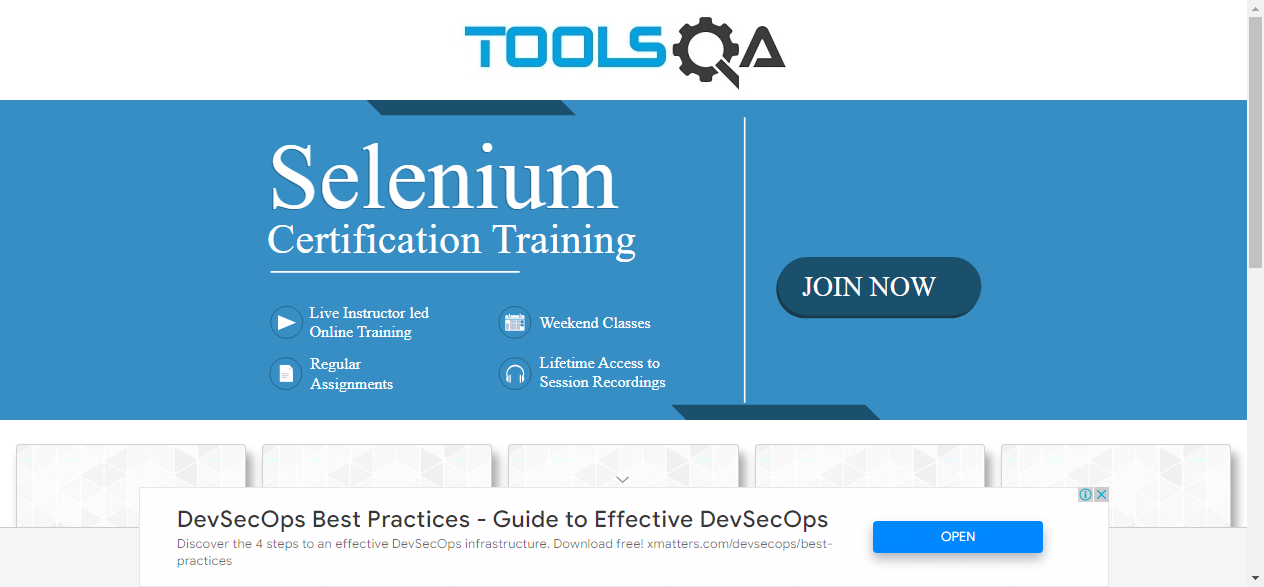 TOOLSQA
Selenium
Certification Training
Live Instructor led
Online Training
Weekend Classes
Regular
Assignments
Lifetime Access to
Session Recordings
JOIN NOW
DevSecOps Best Practices - Guide to Effective DevSecOps
Discover the 4 steps to an effective DevSecOps infrastructure. Download free! xmatters.com/devsecops/best-
practices
OPEN